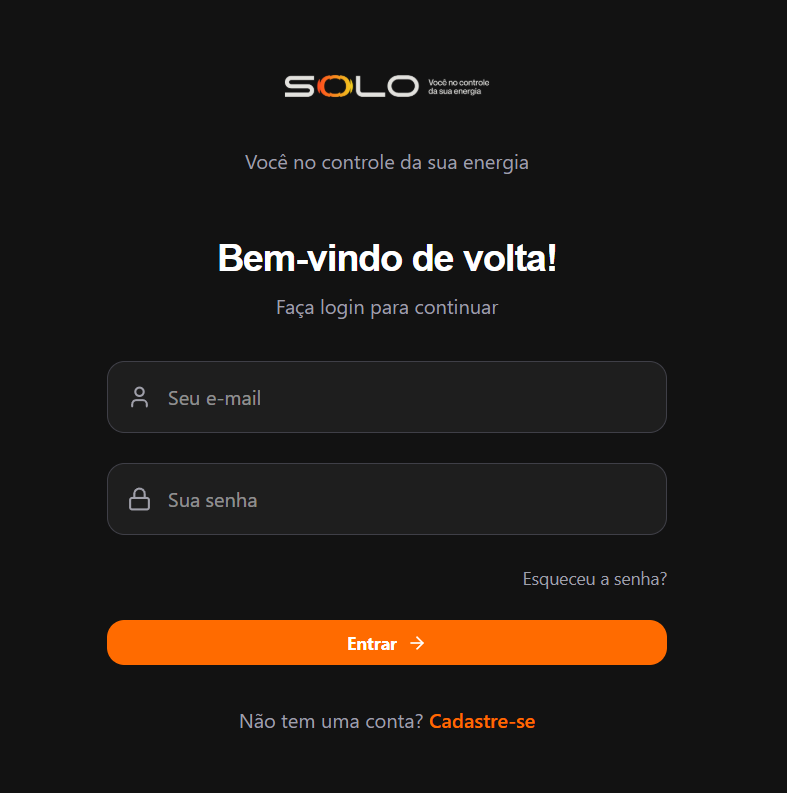 SOLO Você no controle
da sua energia
Você no controle da sua energia
Bem-vindo de volta!
Faça login para continuar
Seu e-mail
Sua senha
Esqueceu a senha?
Entrar →
Não tem uma conta? Cadastre-se